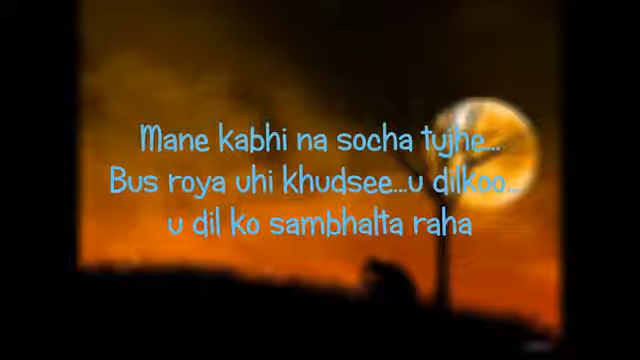 Mane kabhi na socha tujhe...
Bus roya uhi khudsee...u dilkoo...
u dil ko sambhalta raha